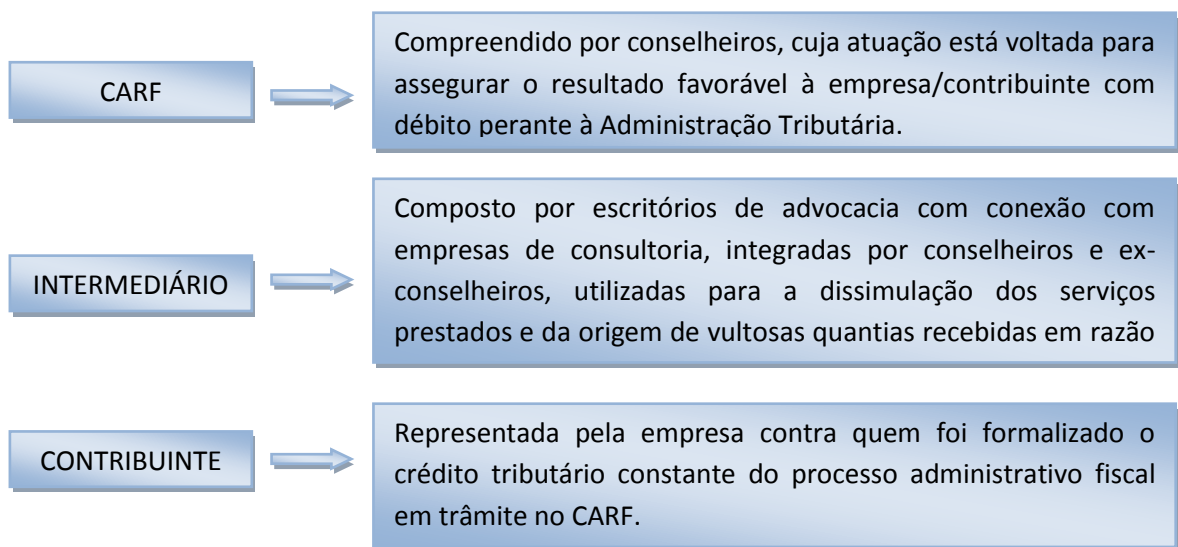 CARF
Compreendido por conselheiros, cuja atuação está voltada para
assegurar o resultado favorável à empresa/contribuinte com
débito perante à Administração Tributária.
INTERMEDIÁRIO
Composto por escritórios de advocacia com conexão com
empresas de consultoria, integradas por conselheiros e ex-
conselheiros, utilizadas para a dissimulação dos serviços
prestados e da origem de vultosas quantias recebidas em razão
CONTRIBUINTE
Representada pela empresa contra quem foi formalizado o
crédito tributário constante do processo administrativo fiscal
em trâmite no CARF.